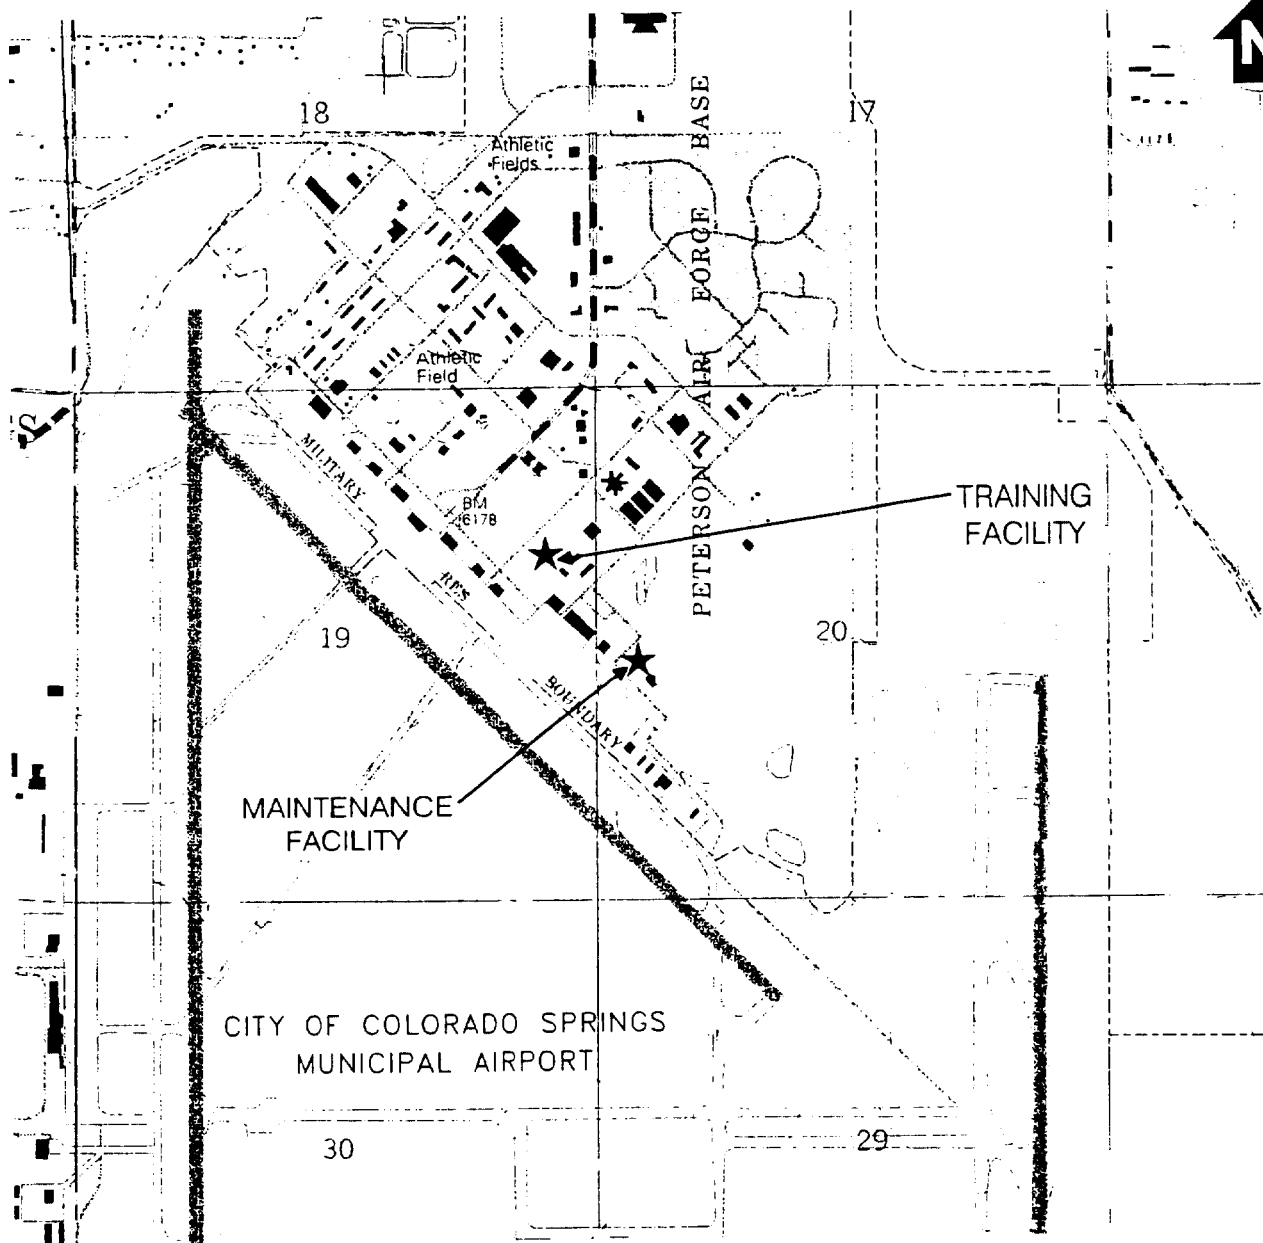 N
18
17
Athletic
Fields
PETERSON AIR EORGE BASE
Athletic
Field
MILITARY
BM
6178
TRAINING
FACILITY
RES
19
20
BOUNDARY
MAINTENANCE
FACILITY
CITY OF COLORADO SPRINGS
MUNICIPAL AIRPORT
30
29